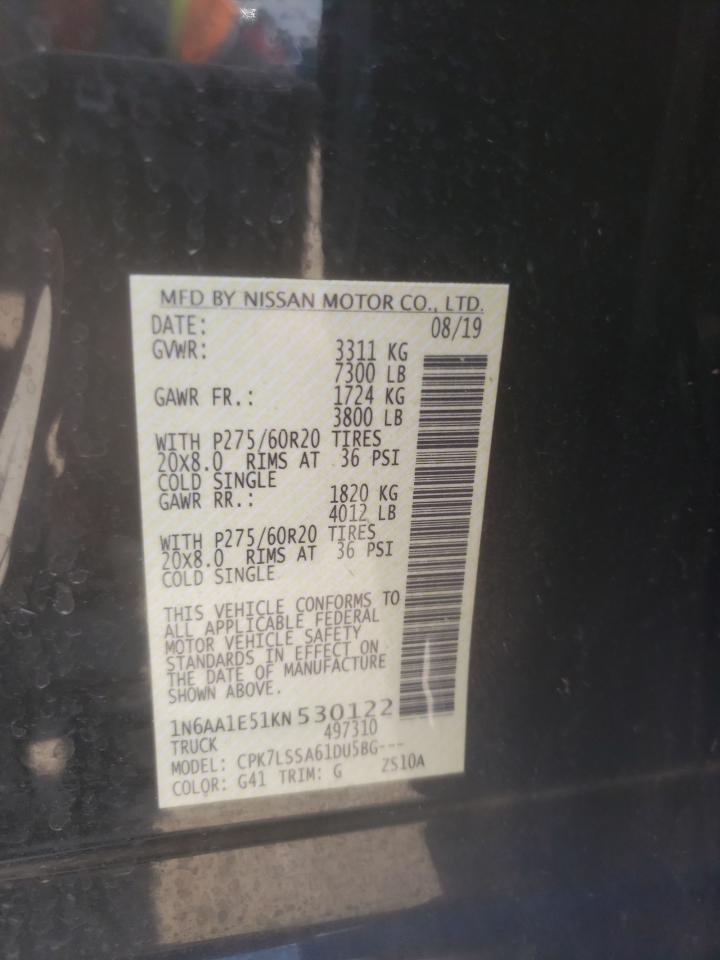 MFD BY NISSAN MOTOR CO., LTD.
DATE: 08/19
GVWR: 3311 KG
7300 LB
GAWR FR.: 1724 KG
3800 LB
WITH P275/60R20 TIRES
20X8.0 RIMS AT 36 PSI
COLD SINGLE
GAWR RR.: 1820 KG
4012 LB
WITH P275/60R20 TIRES
20X8.0 RIMS AT 36 PSI
COLD SINGLE
THIS VEHICLE CONFORMS TO
ALL APPLICABLE FEDERAL
MOTOR VEHICLE SAFETY
STANDARDS IN EFFECT ON
THE DATE OF MANUFACTURE
SHOWN ABOVE.
1N6AA1E51KN530122
TRUCK 497310
MODEL: CPK7LSSA61DU5BG---
COLOR: G41 TRIM: G ZS10A